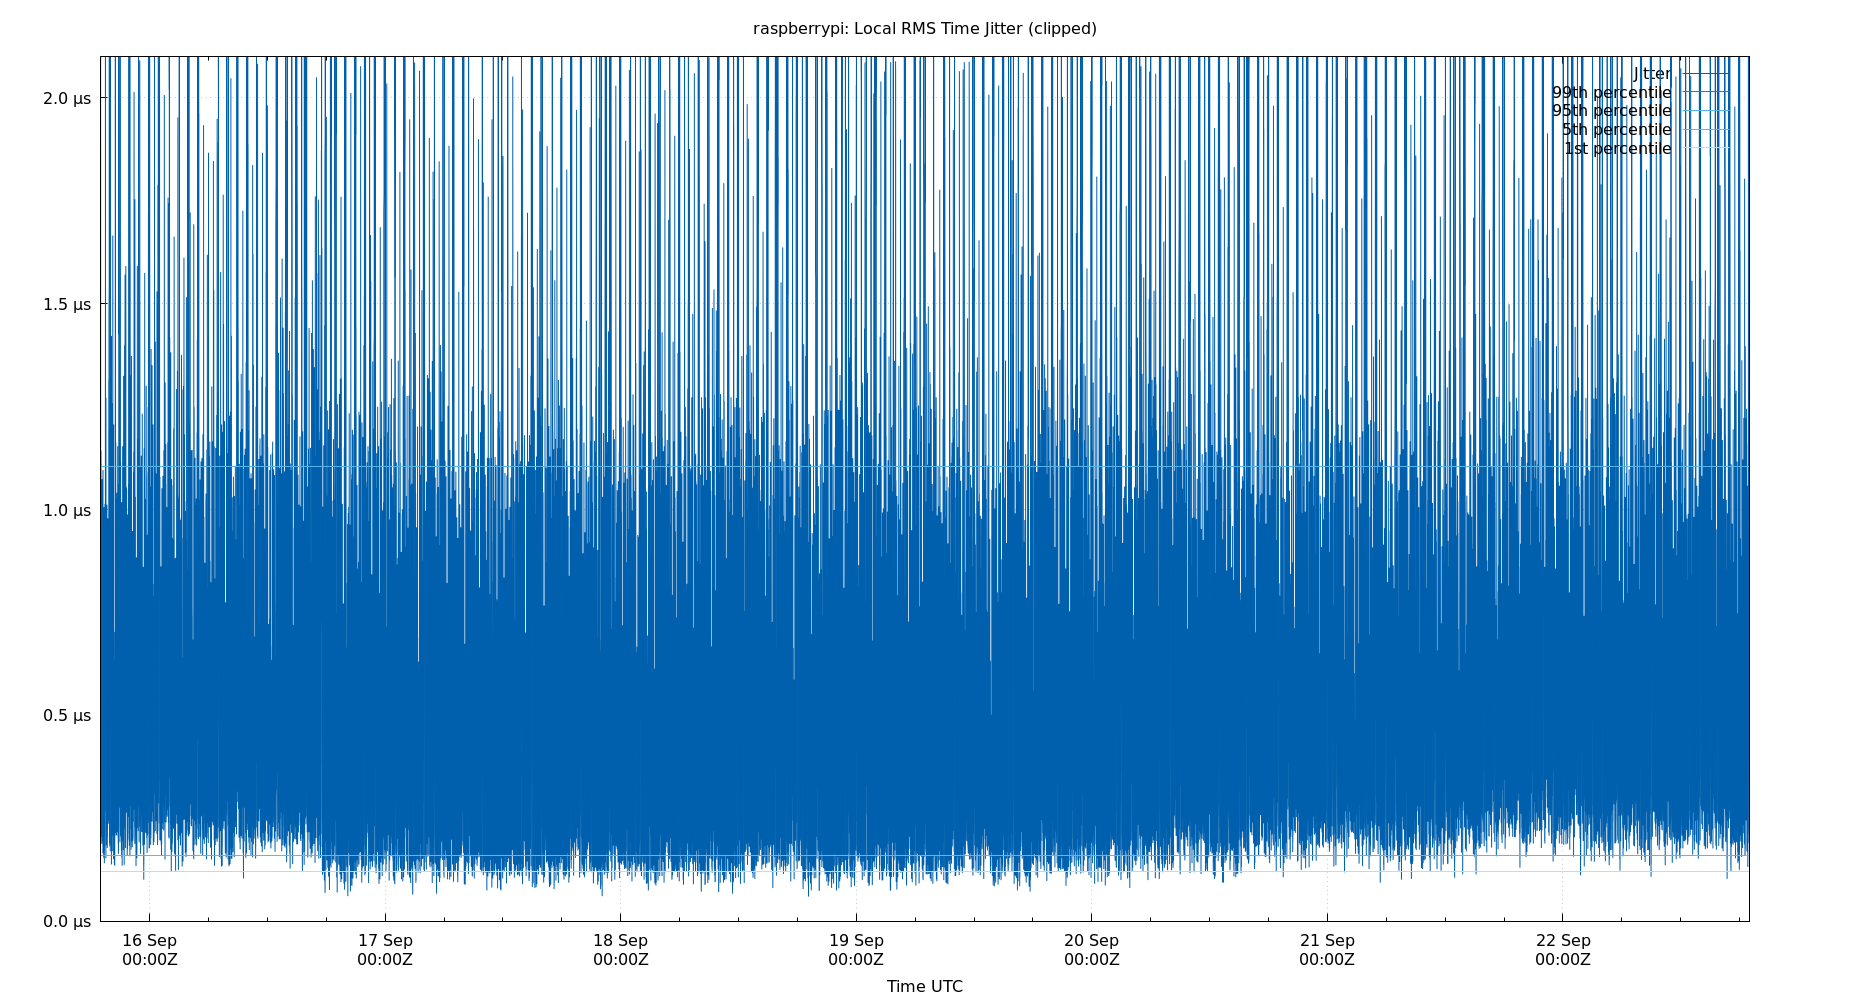 raspberrypi: Local RMS Time Jitter (clipped)
Jitter
99th percentile
95th percentile
5th percentile
1st percentile
2.0 µs
1.5 µs
1.0 µs
0.5 µs
0.0 µs
16 Sep 17 Sep 18 Sep 19 Sep 20 Sep 21 Sep 22 Sep
00:00Z 00:00Z 00:00Z 00:00Z 00:00Z 00:00Z 00:00Z
Time UTC